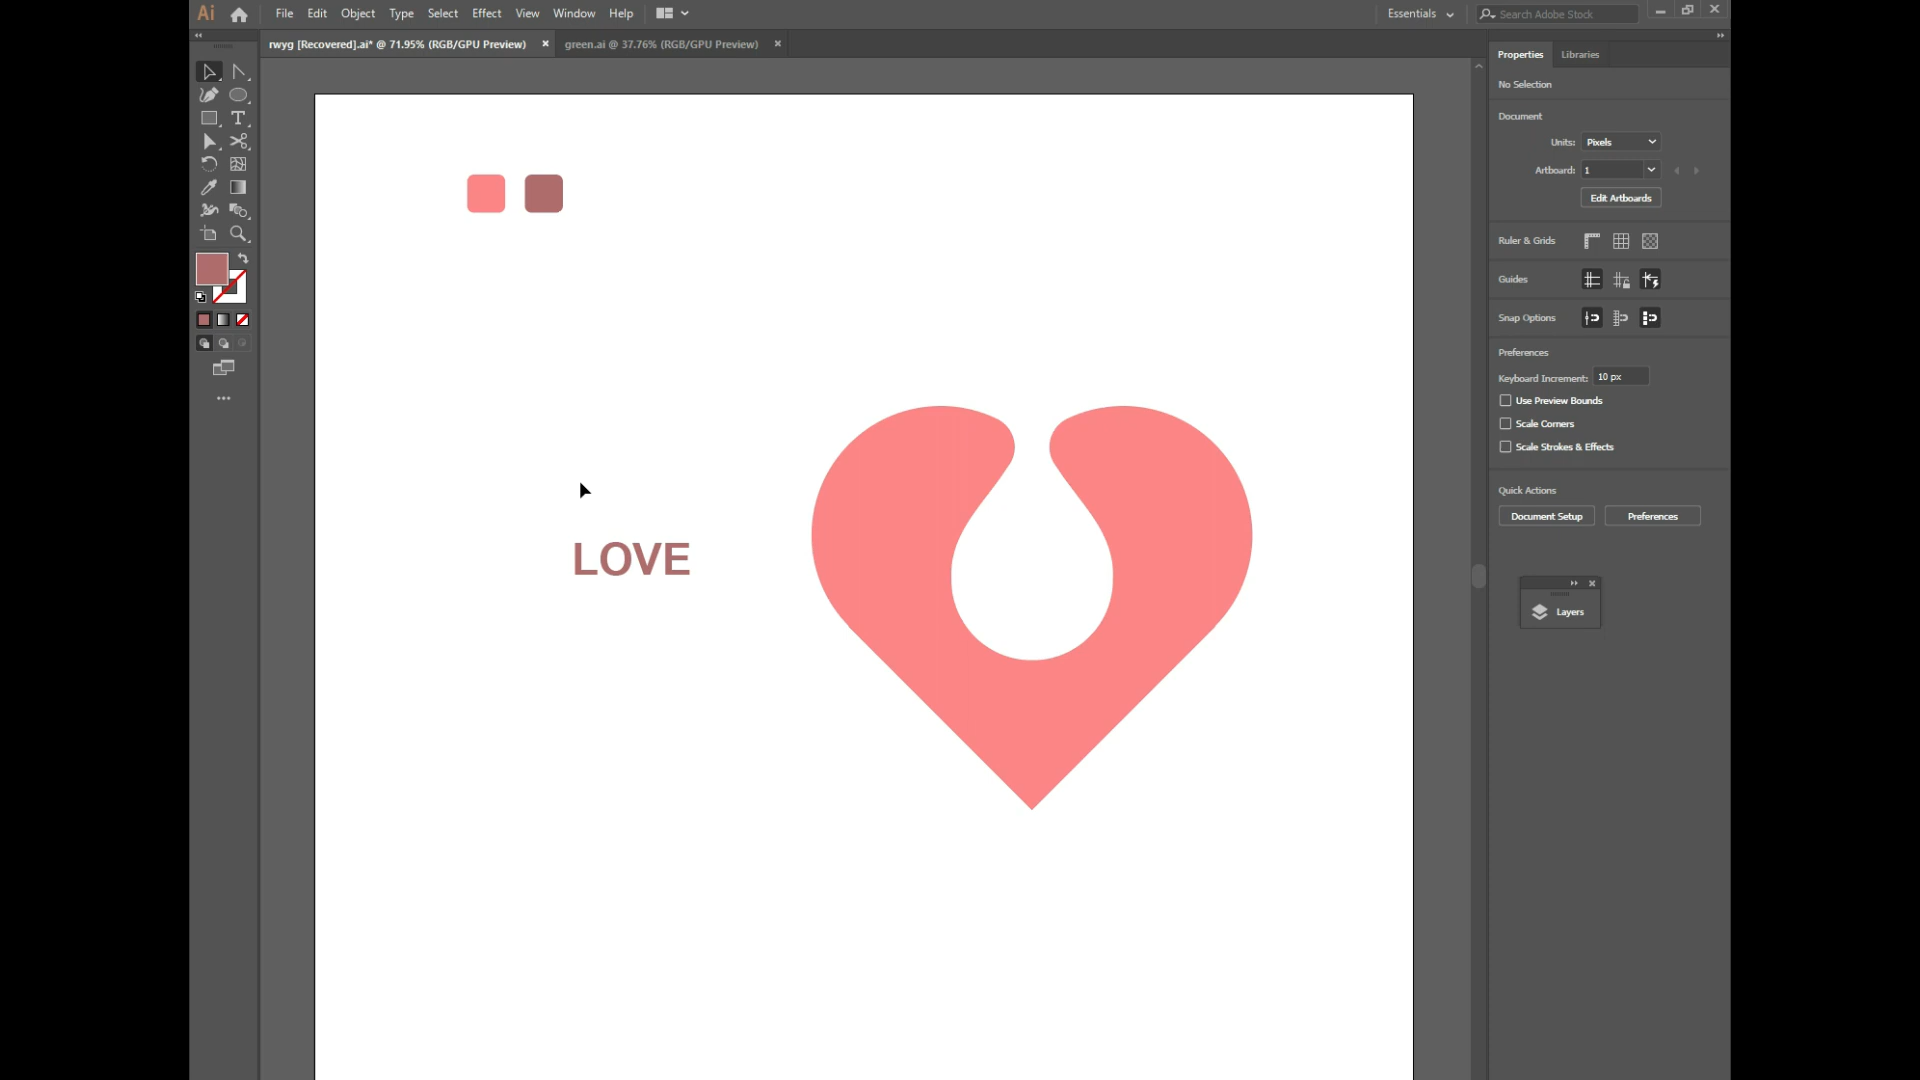 Ai File Edit Object Type Select Effect View Window Help Essentials Search Adobe Stock
rwyg [Recovered].ai* @ 71.95% (RGB/GPU Preview) × green.ai @ 37.76% (RGB/GPU Preview) ×
Properties Libraries
No Selection
Document
Units: Pixels
Artboard: 1
Edit Artboards
Ruler & Grids
Guides
Snap Options
Preferences
Keyboard Increment: 10 px
Use Preview Bounds
Scale Corners
Scale Strokes & Effects
Quick Actions
Document Setup Preferences
Layers
LOVE